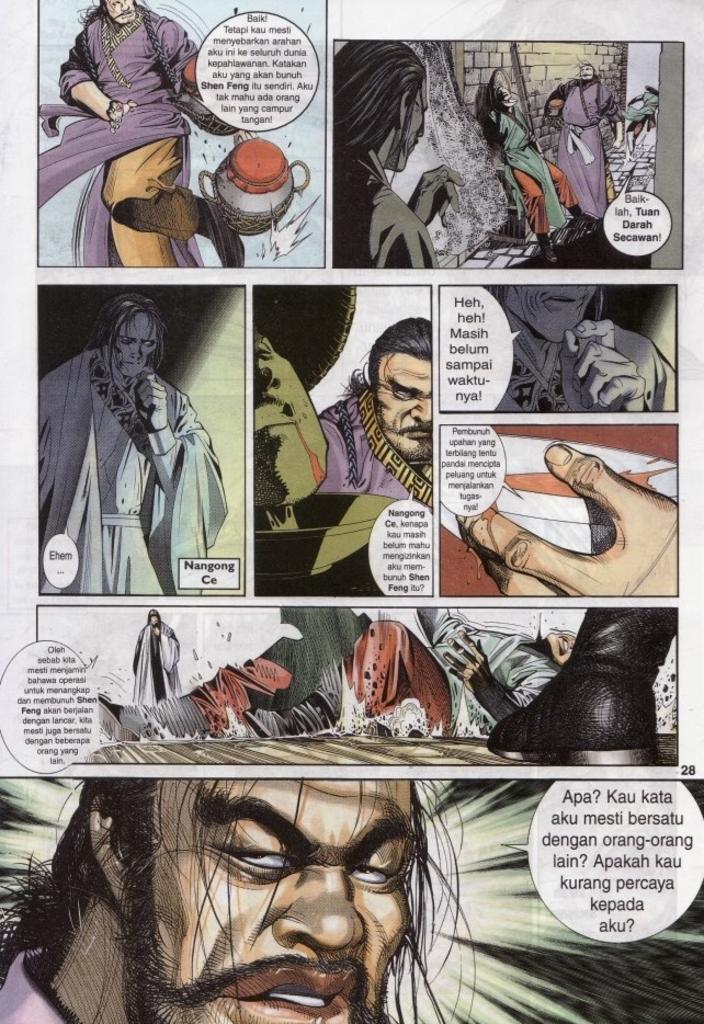 Baik!
Tetapi kau mesti
menyebarkan arahan
aku ini ke seluruh dunia
kepahlawanan. Katakan
aku yang akan bunuh
Shen Feng itu sendiri. Aku
tak mahu ada orang
lain yang campur
tangan!
Baik-
lah, Tuan
Darah
Secawan!
Ehem
...
Nangong
Ce
Nangong
Ce, kenapa
kau masih
belum mahu
mengizinkan
aku mem-
bunuh Shen
Feng itu?
Heh,
heh!
Masih
belum
sampai
waktu-
nya!
Pembunuh
upahan yang
terbilang tentu
pandai mencipta
peluang untuk
menjalankan
tugas-
nya!
Oleh
sebab kita
mesti menjamin
bahawa operasi
untuk menangkap
dan membunuh Shen
Feng akan berjalan
dengan lancar, kita
mesti juga bersatu
dengan beberapa
orang yang
lain.
28
Apa? Kau kata
aku mesti bersatu
dengan orang-orang
lain? Apakah kau
kurang percaya
kepada
aku?